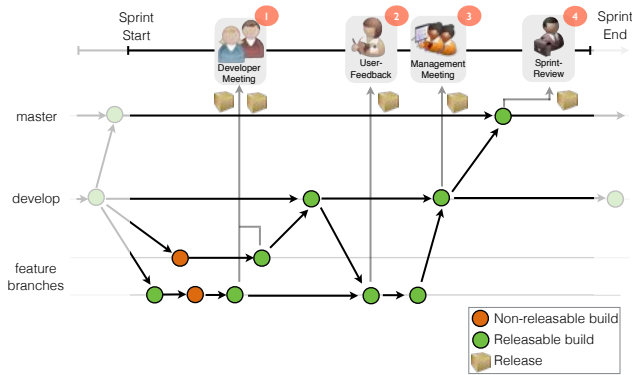 Sprint
Start
1
2
3
4
Sprint
End
Developer
Meeting
User-
Feedback
Management
Meeting
Sprint-
Review
master
develop
feature
branches
Non-releasable build
Releasable build
Release